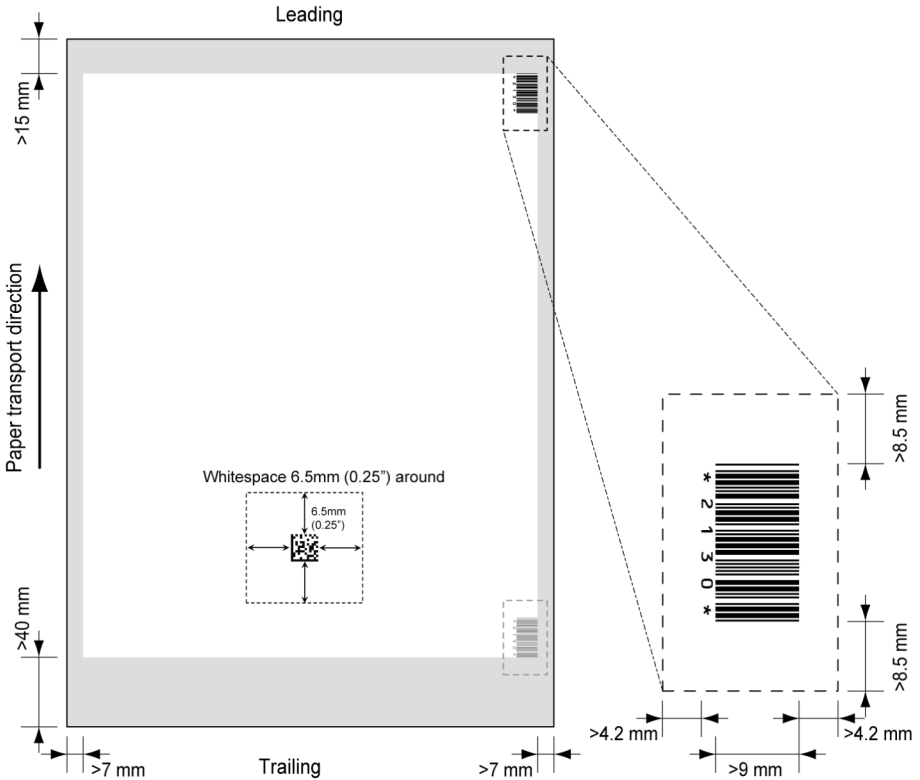 Leading
>15 mm
Paper transport direction
>8.5 mm
Whitespace 6.5mm (0.25”) around
6.5mm
(0.25”)
*2130*
>40 mm
>8.5 mm
>4.2 mm
>4.2 mm
>7 mm
Trailing
>7 mm
>9 mm